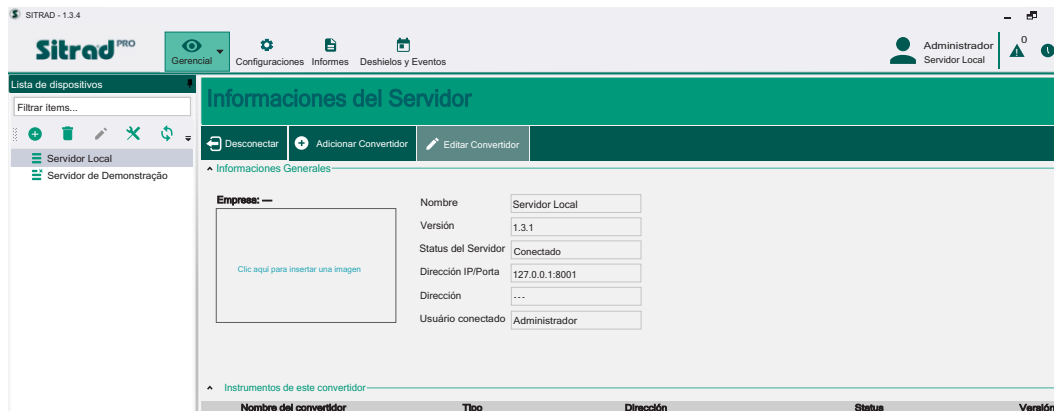 SITRAD - 1.3.4
Sitrad PRO
Gerencial
Configuraciones
Informes
Deshielos y Eventos
Administrador
Servidor Local
0
Lista de dispositivos
Filtrar ítems...
Servidor Local
Servidor de Demonstração
Informaciones del Servidor
Desconectar
Adicionar Convertidor
Editar Convertidor
Informaciones Generales
Empresa: ---
Clic aquí para insertar una imagen
Nombre
Servidor Local
Versión
1.3.1
Status del Servidor
Conectado
Dirección IP/Porta
127.0.0.1:8001
Dirección
---
Usuário conectado
Administrador
Instrumentos de este convertidor
Nombre del convertidor
Tipo
Dirección
Status
Versión